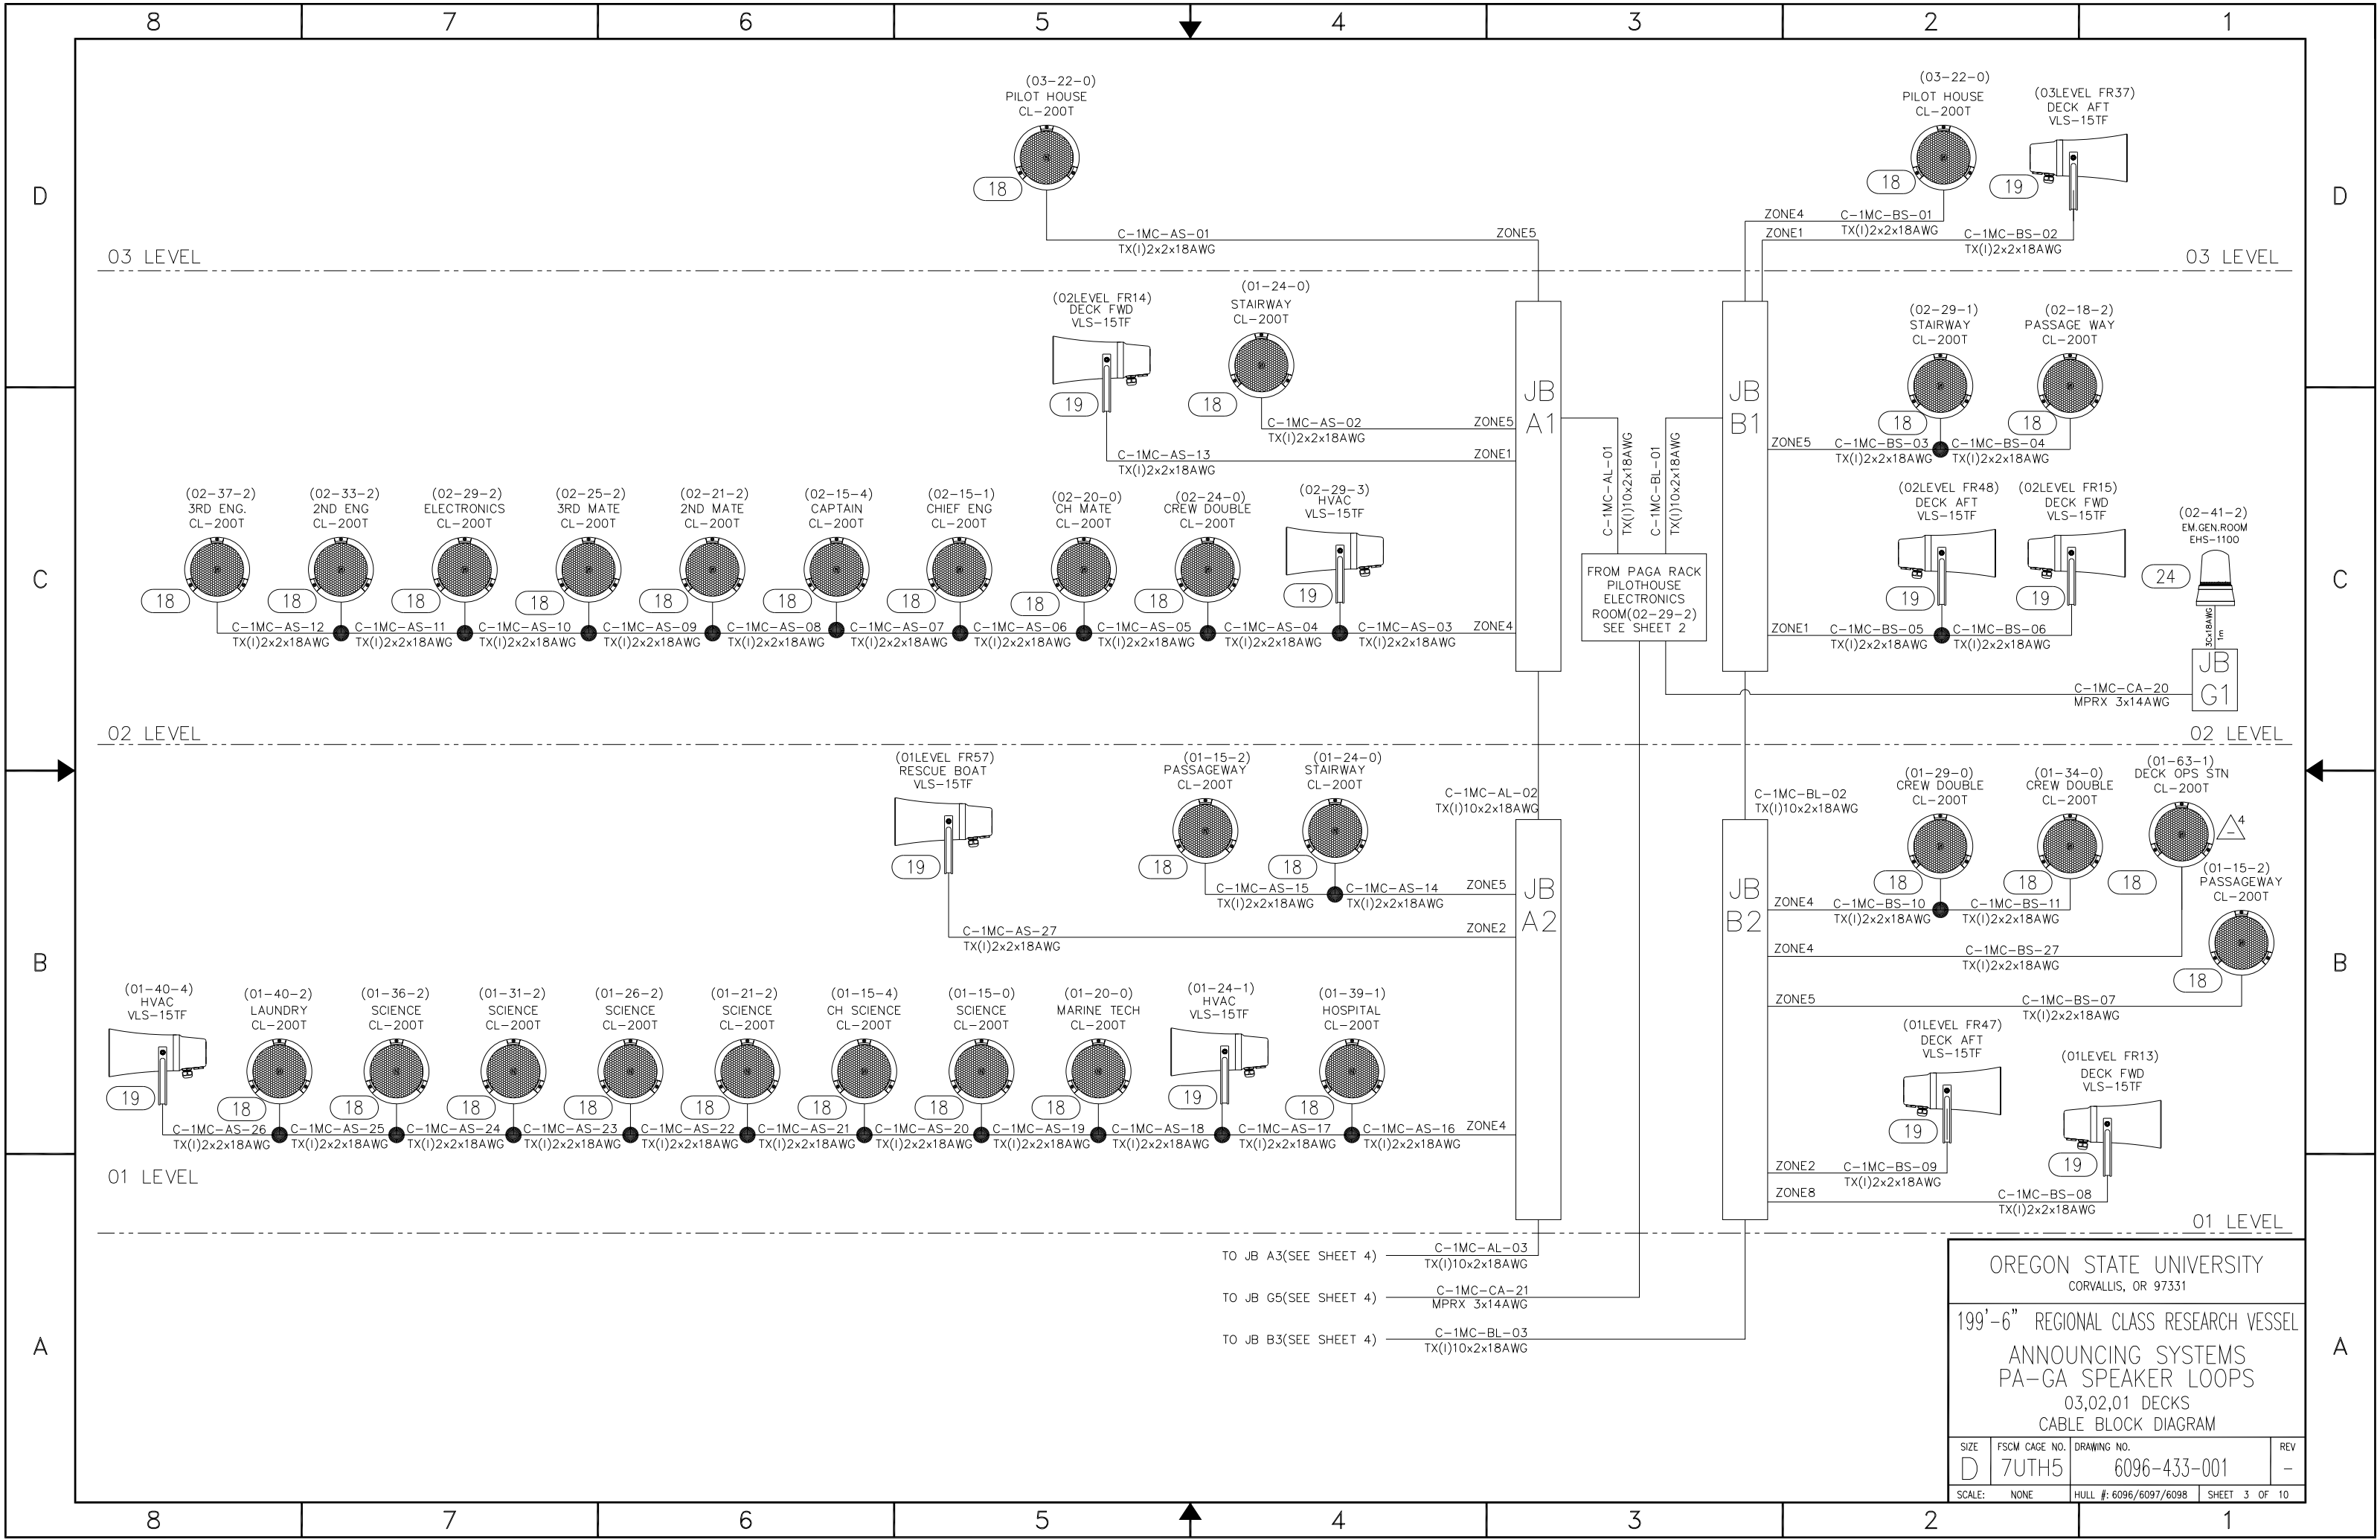 8 7 6 5 4 3 2 1
D
C
B
A
D
C
B
A
(03-22-0)
PILOT HOUSE
CL-200T
18
C-1MC-AS-01
TX(I)2x2x18AWG
ZONE5
(03-22-0)
PILOT HOUSE
CL-200T
18
(03LEVEL FR37)
DECK AFT
VLS-15TF
19
ZONE4 C-1MC-BS-01
TX(I)2x2x18AWG
ZONE1 C-1MC-BS-02
TX(I)2x2x18AWG
03 LEVEL
03 LEVEL
(02LEVEL FR14)
DECK FWD
VLS-15TF
19
(01-24-0)
STAIRWAY
CL-200T
18
C-1MC-AS-02
TX(I)2x2x18AWG
ZONE5
C-1MC-AS-13
TX(I)2x2x18AWG
ZONE1
JB
A1
JB
B1
C-1MC-AL-01
TX(I)10x2x18AWG
C-1MC-BL-01
TX(I)10x2x18AWG
(02-29-1)
STAIRWAY
CL-200T
18
(02-18-2)
PASSAGE WAY
CL-200T
18
ZONE5 C-1MC-BS-03 C-1MC-BS-04
TX(I)2x2x18AWG TX(I)2x2x18AWG
(02-37-2)
3RD ENG.
CL-200T
18
(02-33-2)
2ND ENG
CL-200T
18
(02-29-2)
ELECTRONICS
CL-200T
18
(02-25-2)
3RD MATE
CL-200T
18
(02-21-2)
2ND MATE
CL-200T
18
(02-15-4)
CAPTAIN
CL-200T
18
(02-15-1)
CHIEF ENG
CL-200T
18
(02-20-0)
CH MATE
CL-200T
18
(02-24-0)
CREW DOUBLE
CL-200T
18
(02-29-3)
HVAC
VLS-15TF
19
C-1MC-AS-12 C-1MC-AS-11 C-1MC-AS-10 C-1MC-AS-09 C-1MC-AS-08 C-1MC-AS-07 C-1MC-AS-06 C-1MC-AS-05 C-1MC-AS-04 C-1MC-AS-03 ZONE4
TX(I)2x2x18AWG TX(I)2x2x18AWG TX(I)2x2x18AWG TX(I)2x2x18AWG TX(I)2x2x18AWG TX(I)2x2x18AWG TX(I)2x2x18AWG TX(I)2x2x18AWG TX(I)2x2x18AWG TX(I)2x2x18AWG
FROM PAGA RACK
PILOTHOUSE
ELECTRONICS
ROOM(02-29-2)
SEE SHEET 2
(02LEVEL FR48)
DECK AFT
VLS-15TF
19
(02LEVEL FR15)
DECK FWD
VLS-15TF
19
(02-41-2)
EM.GEN.ROOM
EHS-1100
24
3Cx18AWG
1m
ZONE1 C-1MC-BS-05 C-1MC-BS-06
TX(I)2x2x18AWG TX(I)2x2x18AWG
JB
G1
C-1MC-CA-20
MPRX 3x14AWG
02 LEVEL
02 LEVEL
(01LEVEL FR57)
RESCUE BOAT
VLS-15TF
19
(01-15-2)
PASSAGEWAY
CL-200T
18
(01-24-0)
STAIRWAY
CL-200T
18
C-1MC-AL-02
TX(I)10x2x18AWG
C-1MC-BL-02
TX(I)10x2x18AWG
C-1MC-AS-15 C-1MC-AS-14 ZONE5
TX(I)2x2x18AWG TX(I)2x2x18AWG
C-1MC-AS-27 ZONE2
TX(I)2x2x18AWG
JB
A2
JB
B2
(01-29-0)
CREW DOUBLE
CL-200T
18
(01-34-0)
CREW DOUBLE
CL-200T
18
(01-63-1)
DECK OPS STN
CL-200T
18
4
-
(01-15-2)
PASSAGEWAY
CL-200T
18
ZONE4 C-1MC-BS-10 C-1MC-BS-11
TX(I)2x2x18AWG TX(I)2x2x18AWG
ZONE4 C-1MC-BS-27
TX(I)2x2x18AWG
ZONE5 C-1MC-BS-07
TX(I)2x2x18AWG
(01-40-4)
HVAC
VLS-15TF
19
(01-40-2)
LAUNDRY
CL-200T
18
(01-36-2)
SCIENCE
CL-200T
18
(01-31-2)
SCIENCE
CL-200T
18
(01-26-2)
SCIENCE
CL-200T
18
(01-21-2)
SCIENCE
CL-200T
18
(01-15-4)
CH SCIENCE
CL-200T
18
(01-15-0)
SCIENCE
CL-200T
18
(01-20-0)
MARINE TECH
CL-200T
18
(01-24-1)
HVAC
VLS-15TF
19
(01-39-1)
HOSPITAL
CL-200T
18
C-1MC-AS-26 C-1MC-AS-25 C-1MC-AS-24 C-1MC-AS-23 C-1MC-AS-22 C-1MC-AS-21 C-1MC-AS-20 C-1MC-AS-19 C-1MC-AS-18 C-1MC-AS-17 C-1MC-AS-16 ZONE4
TX(I)2x2x18AWG TX(I)2x2x18AWG TX(I)2x2x18AWG TX(I)2x2x18AWG TX(I)2x2x18AWG TX(I)2x2x18AWG TX(I)2x2x18AWG TX(I)2x2x18AWG TX(I)2x2x18AWG TX(I)2x2x18AWG TX(I)2x2x18AWG
(01LEVEL FR47)
DECK AFT
VLS-15TF
19
(01LEVEL FR13)
DECK FWD
VLS-15TF
19
ZONE2 C-1MC-BS-09
TX(I)2x2x18AWG
ZONE8 C-1MC-BS-08
TX(I)2x2x18AWG
01 LEVEL
01 LEVEL
TO JB A3(SEE SHEET 4) C-1MC-AL-03
TX(I)10x2x18AWG
TO JB G5(SEE SHEET 4) C-1MC-CA-21
MPRX 3x14AWG
TO JB B3(SEE SHEET 4) C-1MC-BL-03
TX(I)10x2x18AWG
OREGON STATE UNIVERSITY
CORVALLIS, OR 97331
199'-6" REGIONAL CLASS RESEARCH VESSEL
ANNOUNCING SYSTEMS
PA-GA SPEAKER LOOPS
03,02,01 DECKS
CABLE BLOCK DIAGRAM
SIZE FSCM CAGE NO. DRAWING NO. REV
D 7UTH5 6096-433-001 -
SCALE: NONE HULL #: 6096/6097/6098 SHEET 3 OF 10
8 7 6 5 4 3 2 1